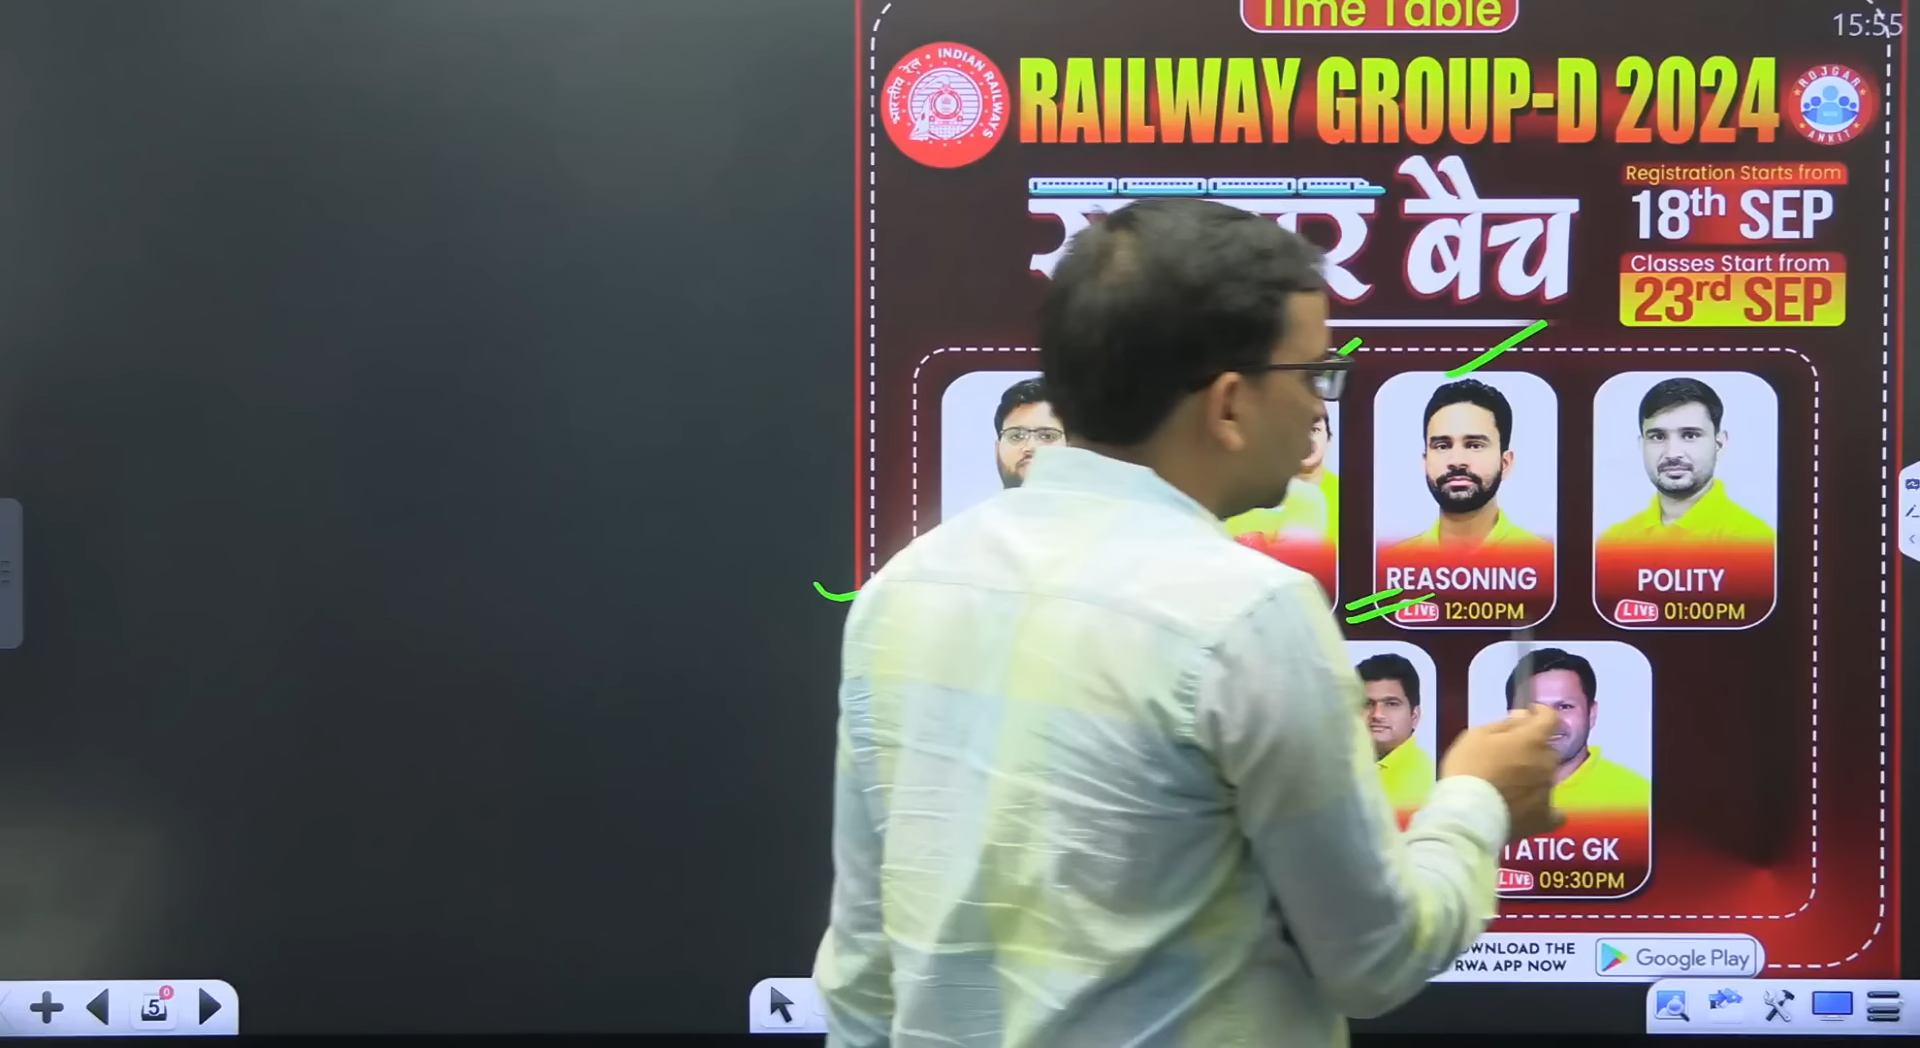 Time Table
15:55
भारतीय रेल • INDIAN RAILWAYS
RAILWAY GROUP-D 2024
ROJGAR
ANKIT
बैच
Registration Starts from
18th SEP
Classes Start from
23rd SEP
REASONING
LIVE 12:00PM
POLITY
LIVE 01:00PM
GK
LIVE 09:30PM
THE
RWA APP NOW
Google Play
5
0